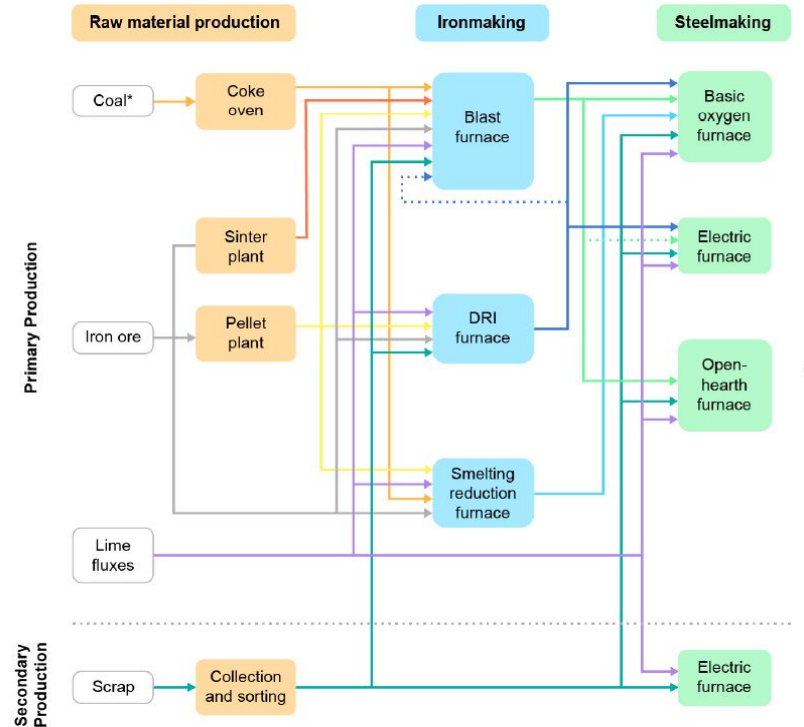 Raw material production
Ironmaking
Steelmaking
Primary Production
Coal*
Coke
oven
Blast
furnace
Basic
oxygen
furnace
Sinter
plant
Electric
furnace
Iron ore
Pellet
plant
DRI
furnace
Open-
hearth
furnace
Smelting
reduction
furnace
Lime
fluxes
Secondary
Production
Scrap
Collection
and sorting
Electric
furnace